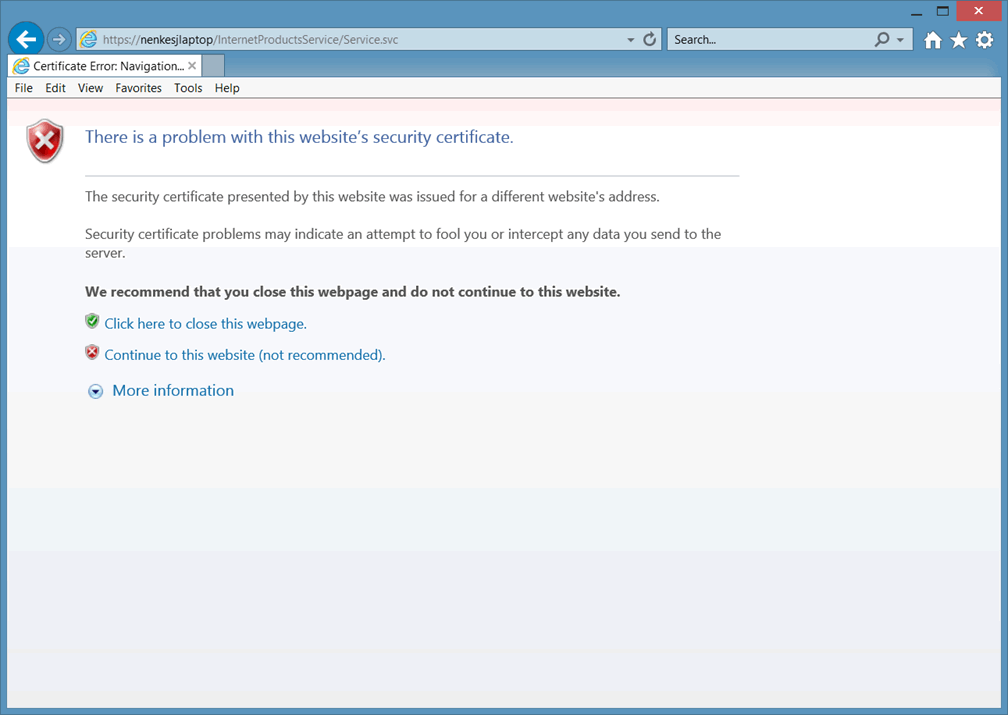 https://nenkesjlaptop/InternetProductsService/Service.svc
Search...
Certificate Error: Navigation...
File Edit View Favorites Tools Help
There is a problem with this website's security certificate.
The security certificate presented by this website was issued for a different website's address.
Security certificate problems may indicate an attempt to fool you or intercept any data you send to the
server.
We recommend that you close this webpage and do not continue to this website.
Click here to close this webpage.
Continue to this website (not recommended).
More information